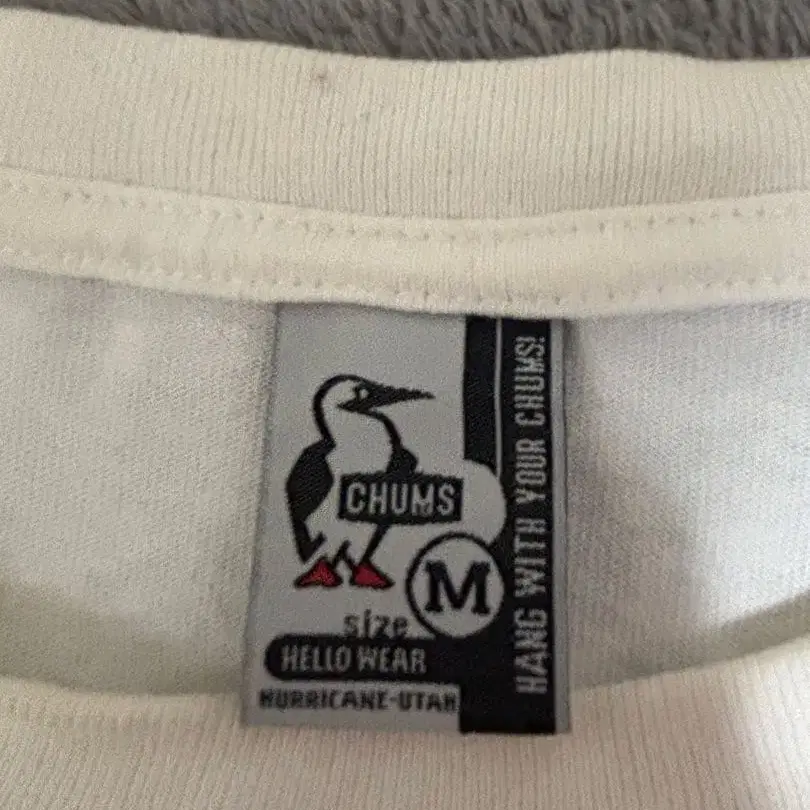 CHUMS
M
size
HELLO WEAR
HURRICANE-UTAH
HANG WITH YOUR CHUMS!